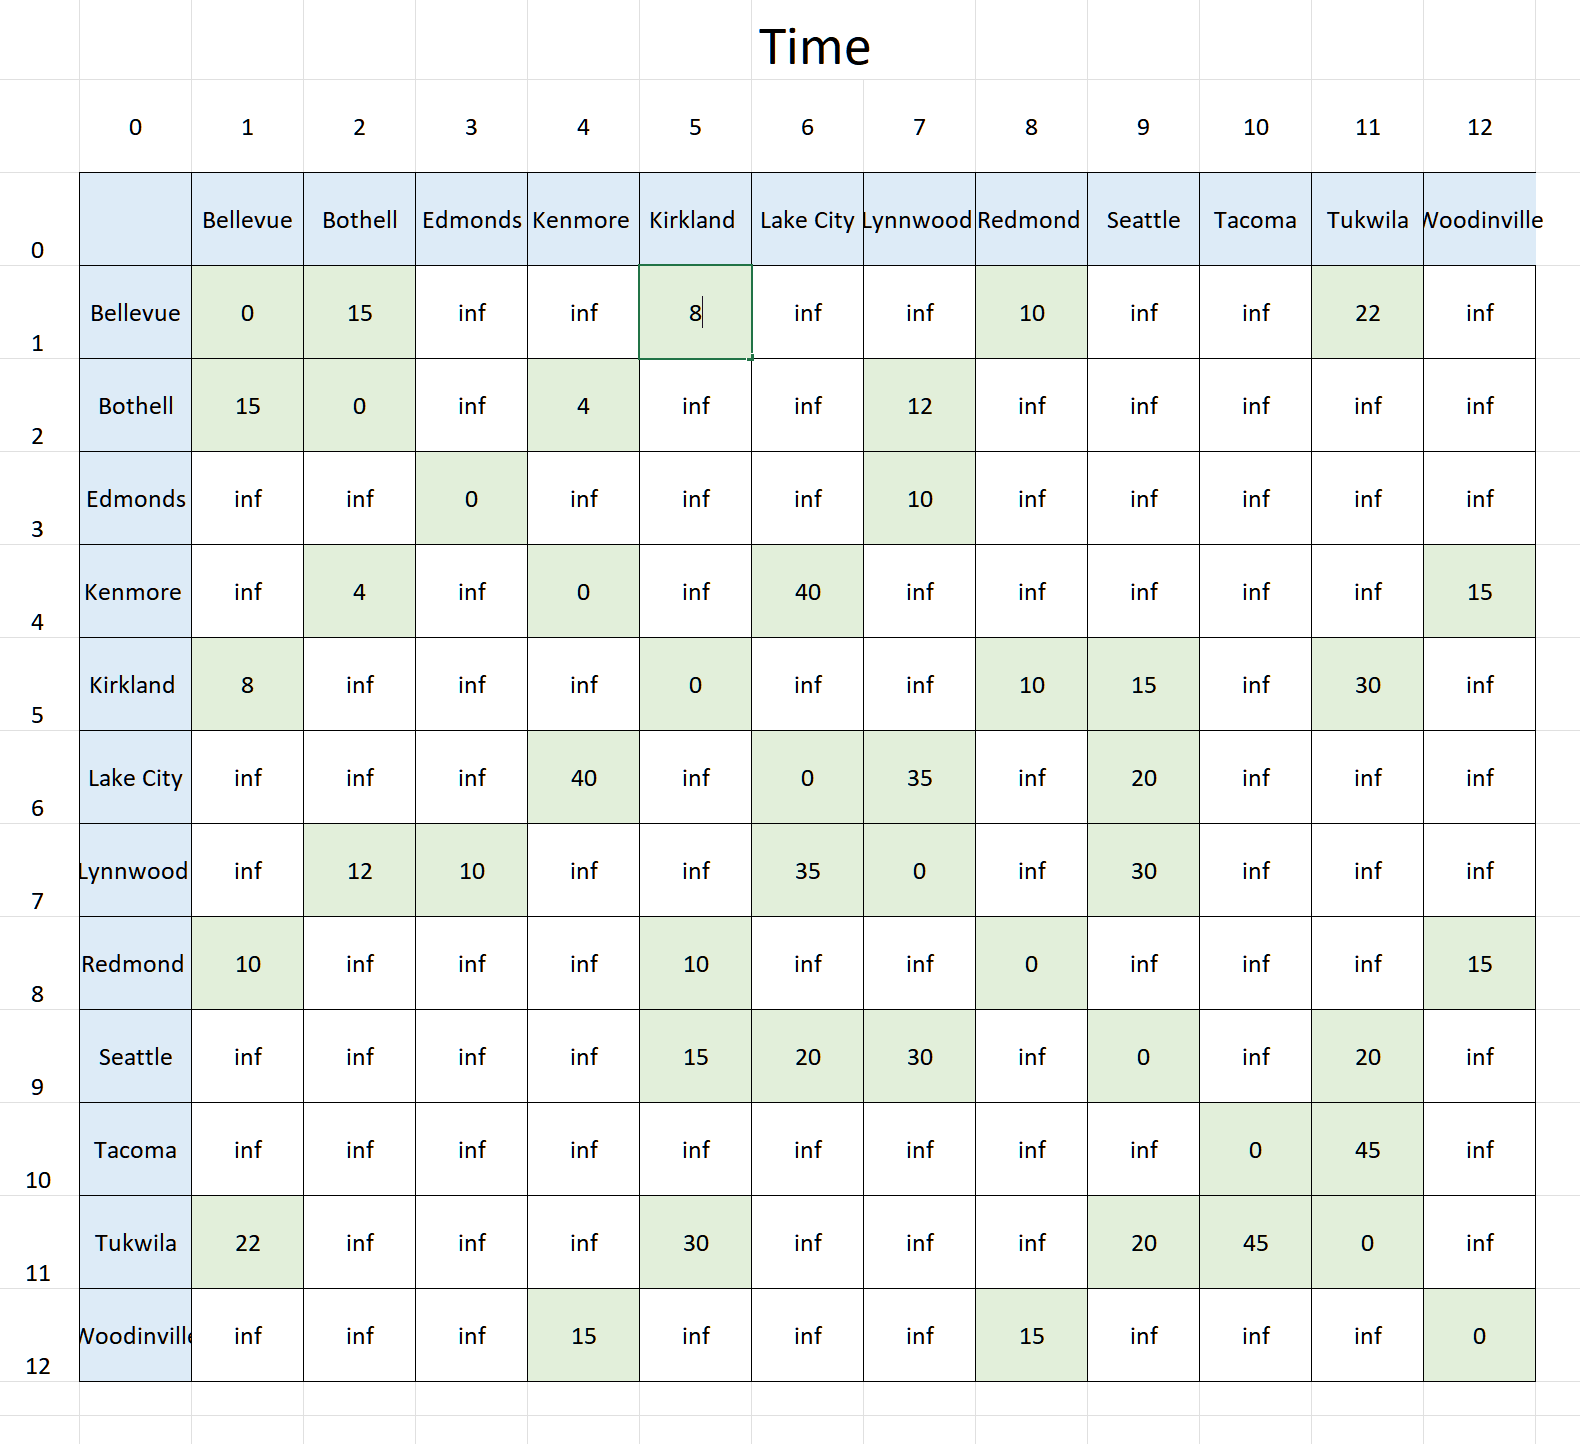 Time
0 1 2 3 4 5 6 7 8 9 10 11 12
0 Bellevue Bothell Edmonds Kenmore Kirkland Lake City Lynnwood Redmond Seattle Tacoma Tukwila Woodinville
1 Bellevue 0 15 inf inf 8 inf inf 10 inf inf 22 inf
2 Bothell 15 0 inf 4 inf inf 12 inf inf inf inf inf
3 Edmonds inf inf 0 inf inf inf 10 inf inf inf inf inf
4 Kenmore inf 4 inf 0 inf 40 inf inf inf inf inf 15
5 Kirkland 8 inf inf inf 0 inf inf 10 15 inf 30 inf
6 Lake City inf inf inf 40 inf 0 35 inf 20 inf inf inf
7 Lynnwood inf 12 10 inf inf 35 0 inf 30 inf inf inf
8 Redmond 10 inf inf inf 10 inf inf 0 inf inf inf 15
9 Seattle inf inf inf inf 15 20 30 inf 0 inf 20 inf
10 Tacoma inf inf inf inf inf inf inf inf inf 0 45 inf
11 Tukwila 22 inf inf inf 30 inf inf inf 20 45 0 inf
12 Woodinville inf inf inf 15 inf inf inf 15 inf inf inf 0